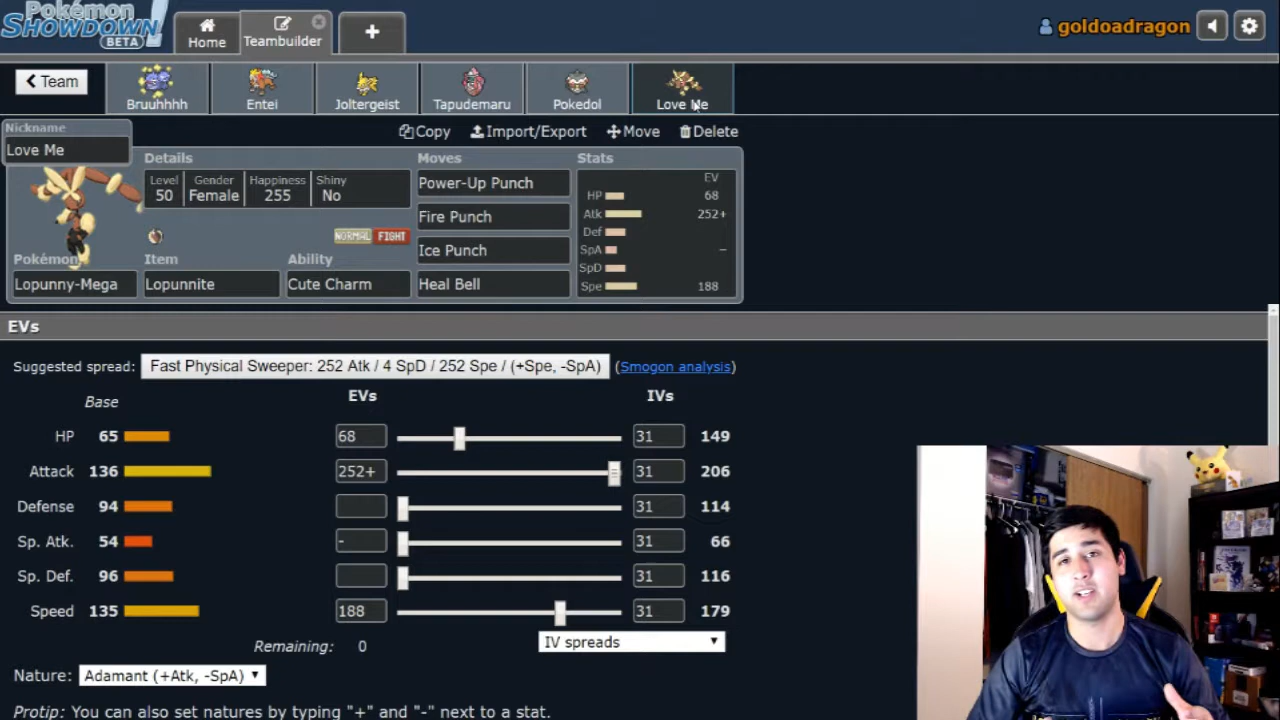 Pokémon
SHOWDOWN!
BETA
Home
Teambuilder
+
goldoadragon
Team
Bruuhhhh
Entei
Joltergeist
Tapudemaru
Pokedol
Love Me
Nickname
Love Me
Copy
Import/Export
Move
Delete
Details
Level
50
Gender
Female
Happiness
255
Shiny
No
NORMAL FIGHT
Pokémon
Lopunny-Mega
Item
Lopunnite
Ability
Cute Charm
Moves
Power-Up Punch
Fire Punch
Ice Punch
Heal Bell
Stats
EV
HP 68
Atk 252+
Def
SpA –
SpD
Spe 188
EVs
Suggested spread: Fast Physical Sweeper: 252 Atk / 4 SpD / 252 Spe / (+Spe, -SpA) (Smogon analysis)
Base EVs IVs
HP 65 68 31 149
Attack 136 252+ 31 206
Defense 94 31 114
Sp. Atk. 54 - 31 66
Sp. Def. 96 31 116
Speed 135 188 31 179
Remaining: 0 IV spreads
Nature: Adamant (+Atk, -SpA)
Protip: You can also set natures by typing "+" and "-" next to a stat.